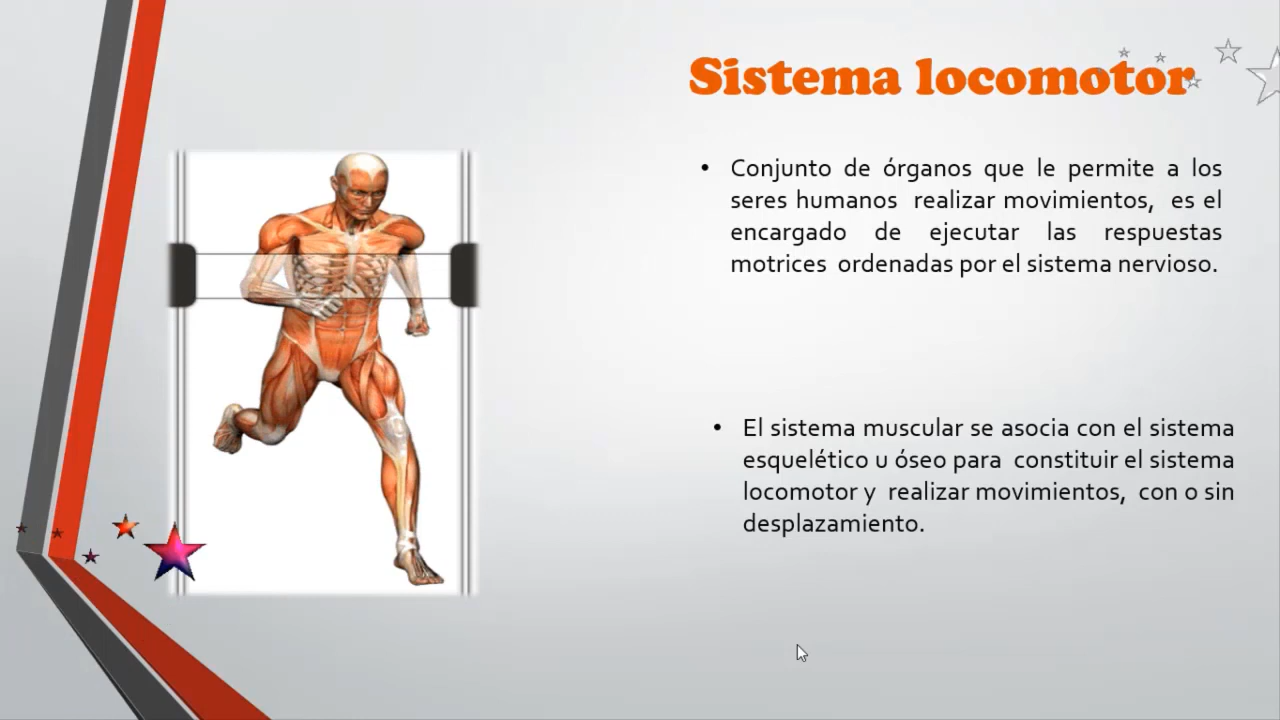 Sistema locomotor
• Conjunto de órganos que le permite a los
seres humanos realizar movimientos, es el
encargado de ejecutar las respuestas
motrices ordenadas por el sistema nervioso.
• El sistema muscular se asocia con el sistema
esquelético u óseo para constituir el sistema
locomotor y realizar movimientos, con o sin
desplazamiento.